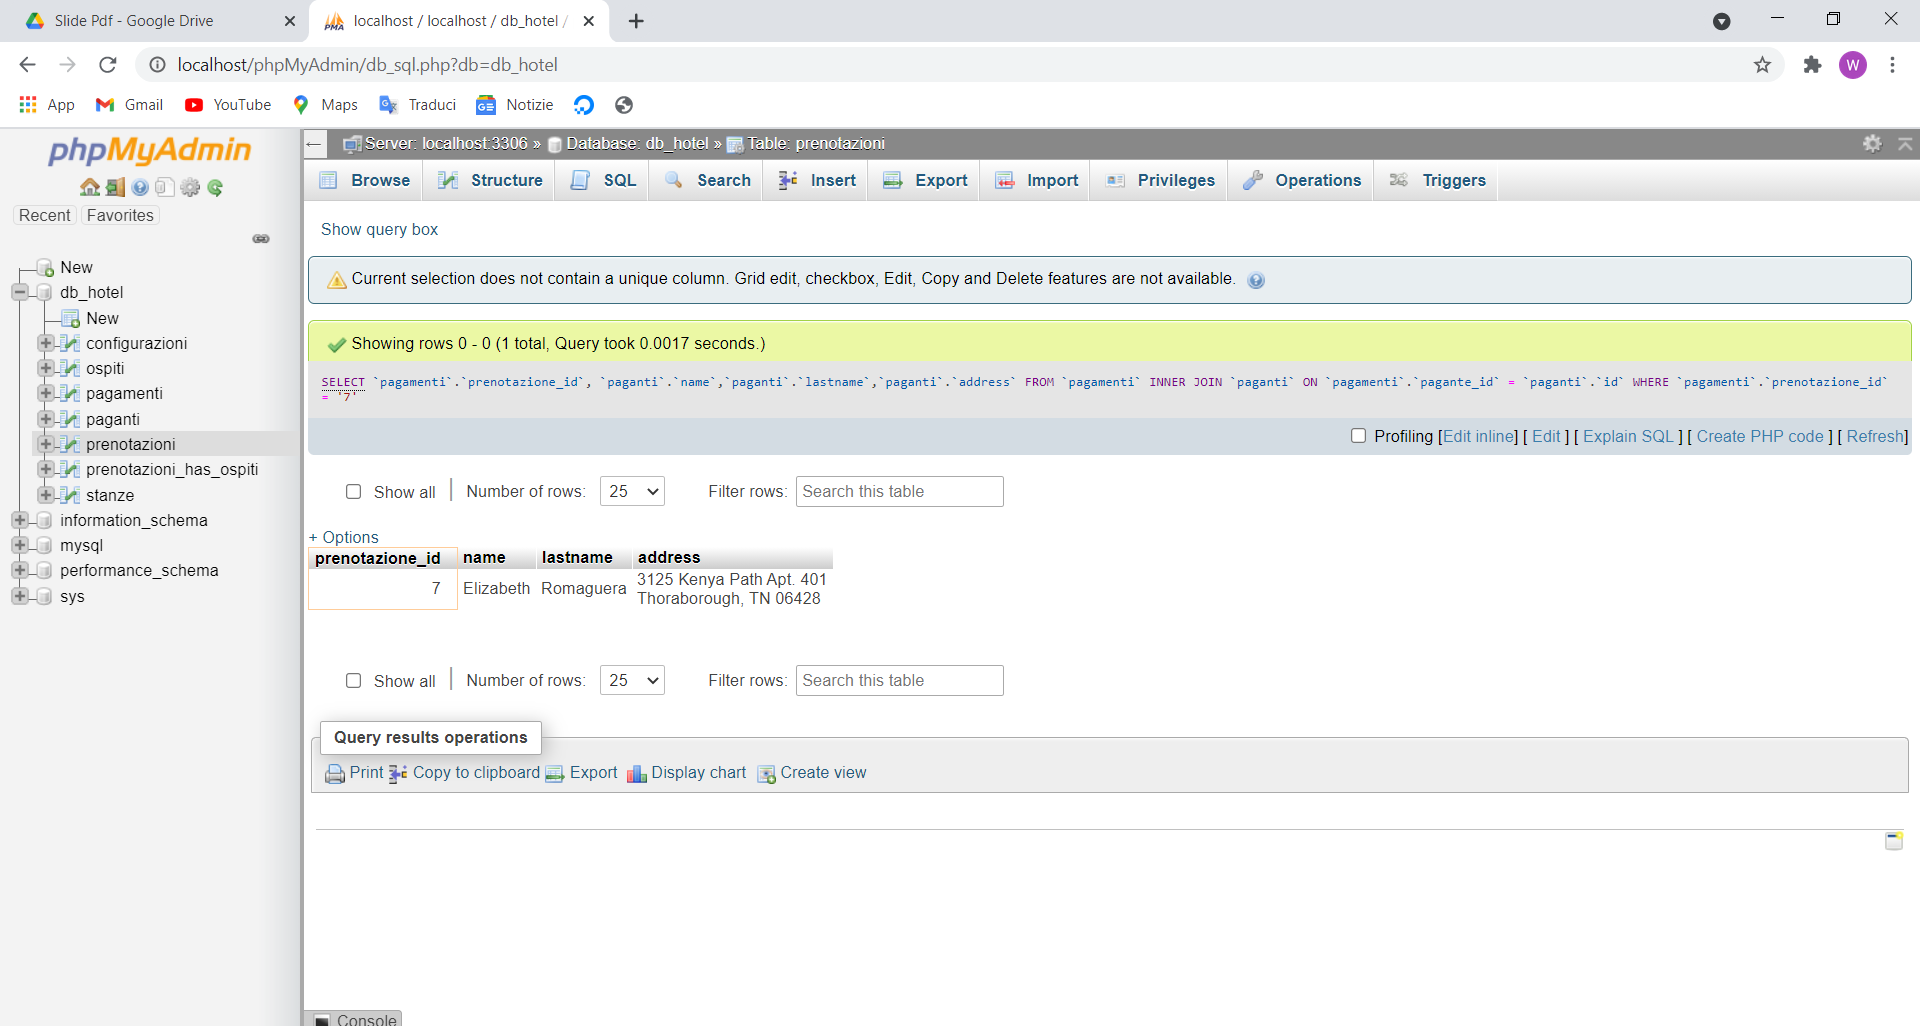 Slide Pdf - Google Drive
localhost / localhost / db_hotel /
localhost/phpMyAdmin/db_sql.php?db=db_hotel
W
App
Gmail
YouTube
Maps
Traduci
Notizie
phpMyAdmin
Recent Favorites
New
db_hotel
New
configurazioni
ospiti
pagamenti
paganti
prenotazioni
prenotazioni_has_ospiti
stanze
information_schema
mysql
performance_schema
sys
Server: localhost:3306 » Database: db_hotel » Table: prenotazioni
Browse Structure SQL Search Insert Export Import Privileges Operations Triggers
Show query box
Current selection does not contain a unique column. Grid edit, checkbox, Edit, Copy and Delete features are not available.
Showing rows 0 - 0 (1 total, Query took 0.0017 seconds.)
SELECT `pagamenti`.`prenotazione_id`, `paganti`.`name`,`paganti`.`lastname`,`paganti`.`address` FROM `pagamenti` INNER JOIN `paganti` ON `pagamenti`.`pagante_id` = `paganti`.`id` WHERE `pagamenti`.`prenotazione_id`
= '7'
Profiling [Edit inline] [ Edit ] [ Explain SQL ] [ Create PHP code ] [ Refresh]
Show all | Number of rows: 25 Filter rows: Search this table
+ Options
prenotazione_id name lastname address
7 Elizabeth Romaguera 3125 Kenya Path Apt. 401
Thoraborough, TN 06428
Show all | Number of rows: 25 Filter rows: Search this table
Query results operations
Print Copy to clipboard Export Display chart Create view
Console